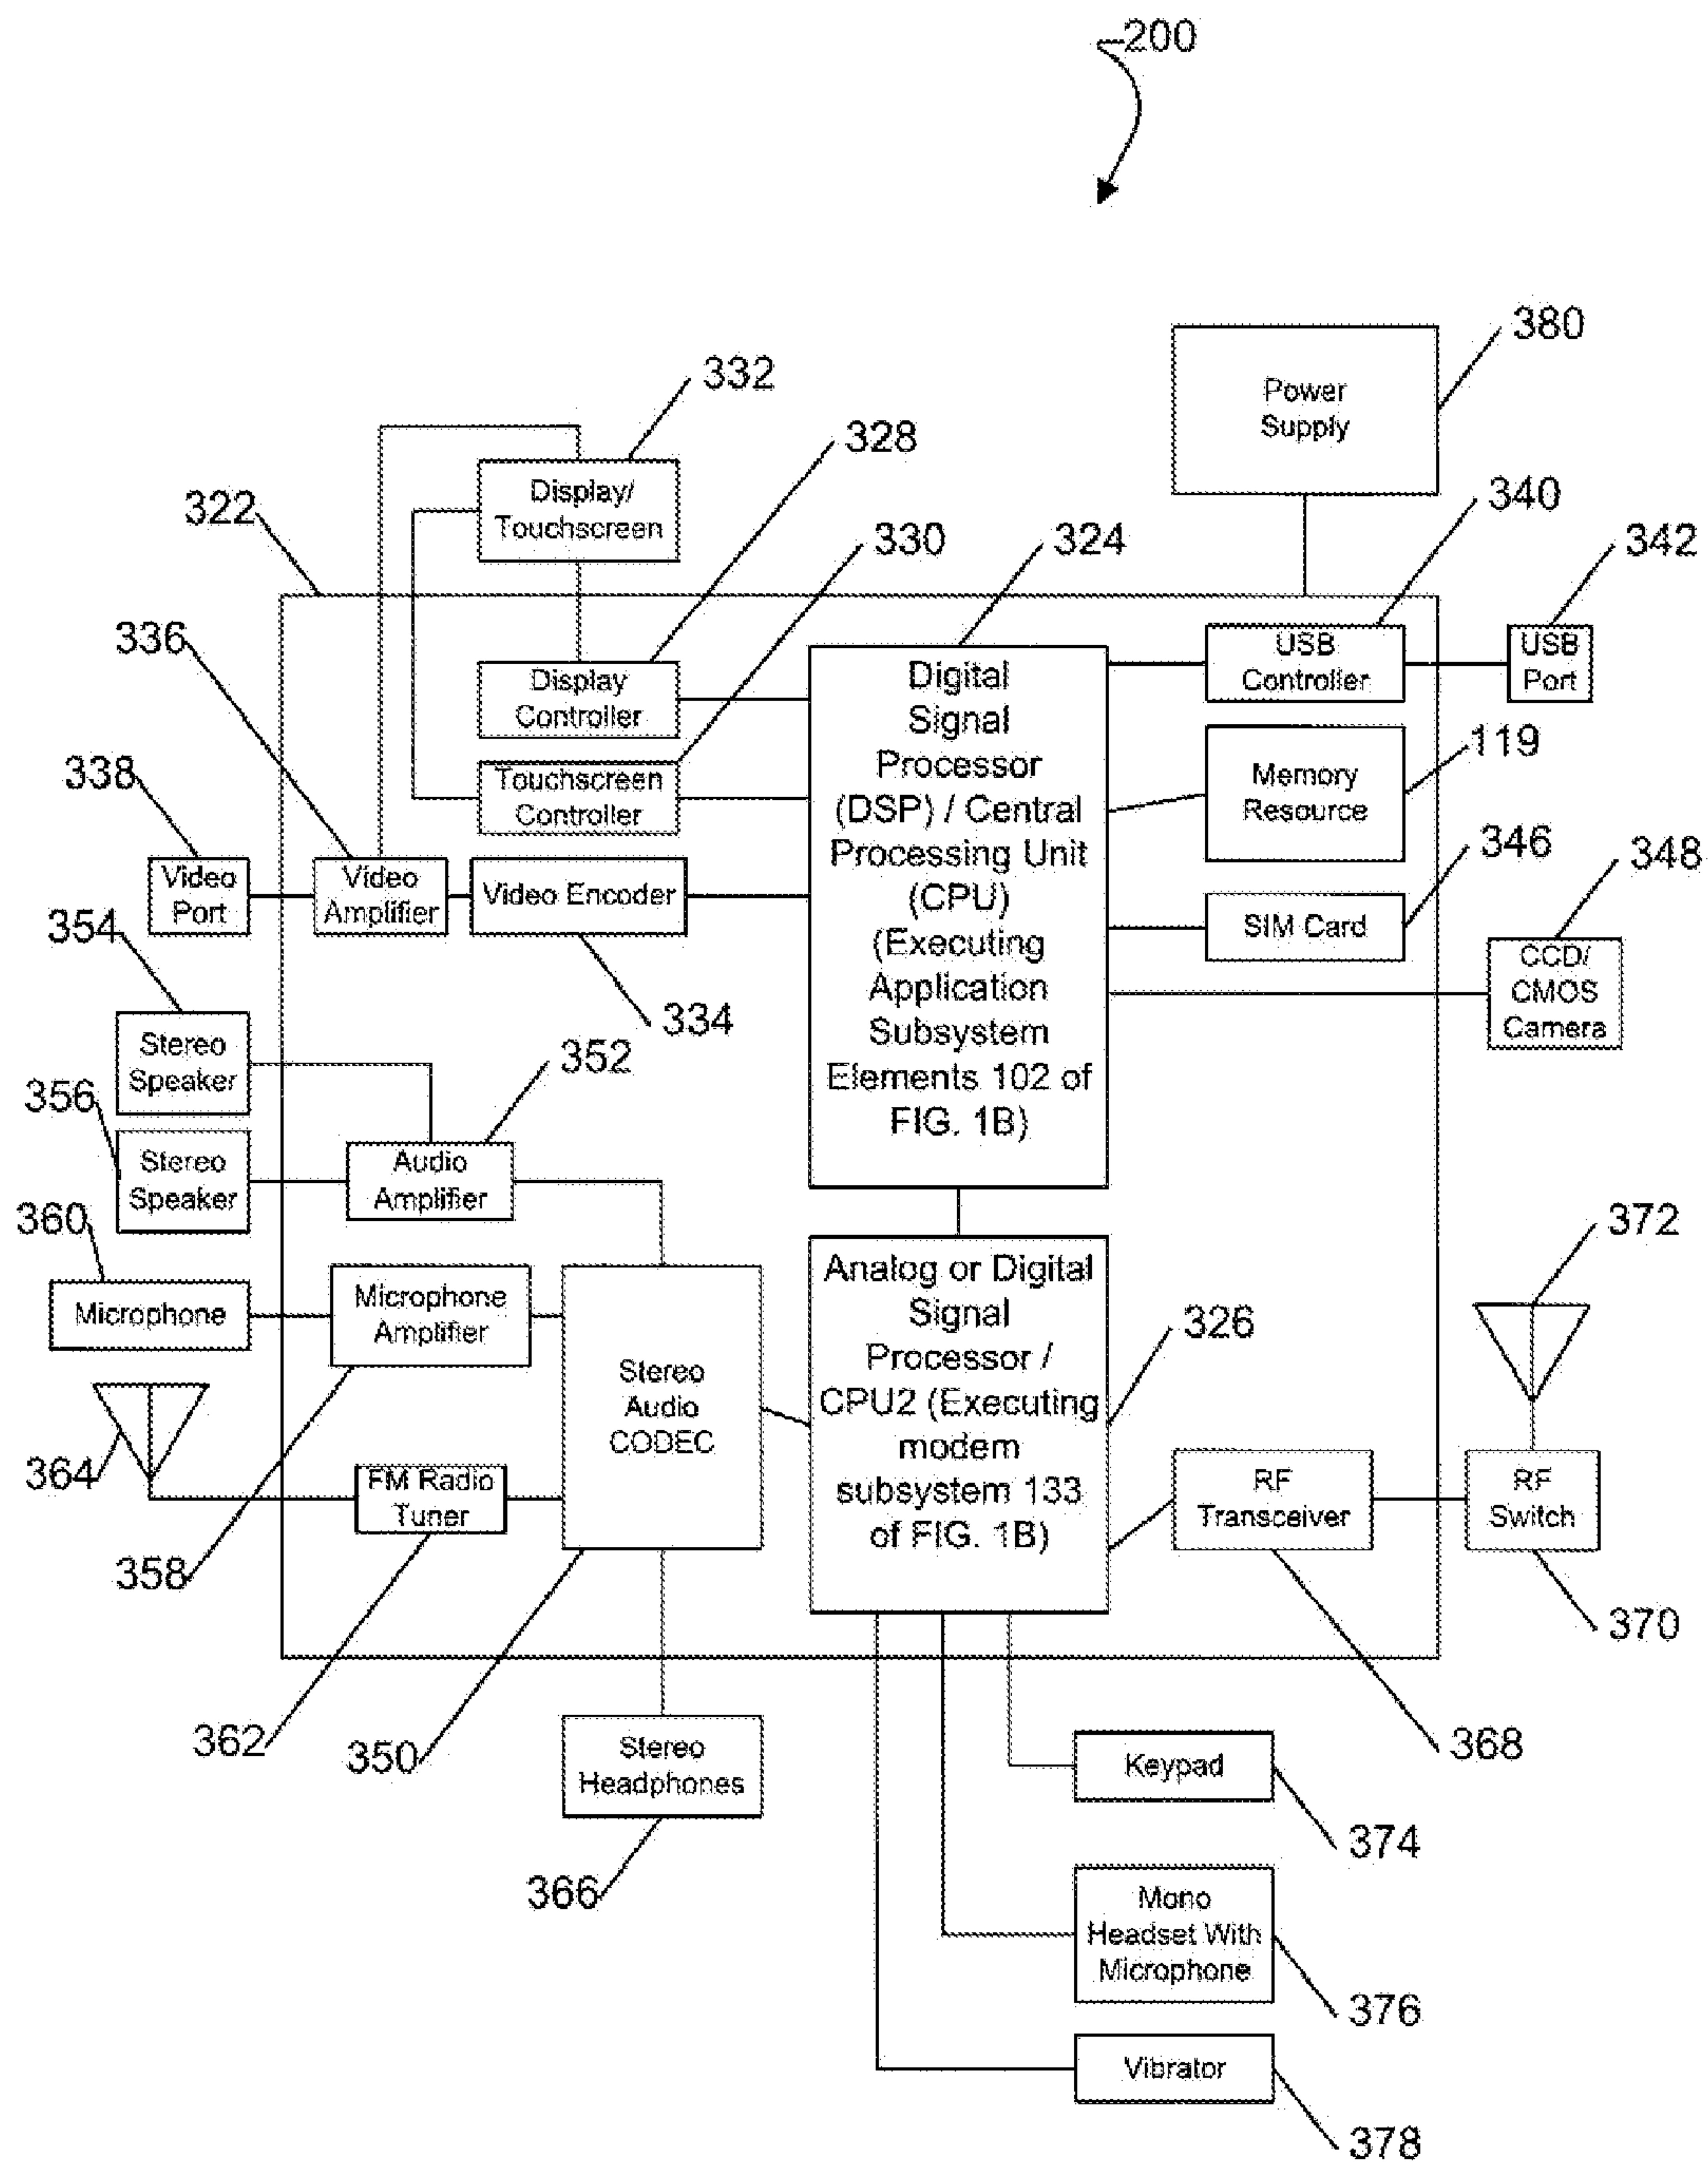 200
380
Power
Supply
332
328
Display/
Touchscreen
322
330
324
340
342
336
USB
Controller
USB
Port
Display
Controller
Digital
Signal
Processor
(DSP) / Central
Processing Unit
(CPU)
(Executing
Application
Subsystem
Elements 102 of
FIG. 1B)
119
Memory
Resource
338
Touchscreen
Controller
346
348
Video
Port
Video
Amplifier
Video Encoder
SIM Card
354
CCD/
CMOS
Camera
334
Stereo
Speaker
352
356
Stereo
Speaker
Audio
Amplifier
360
372
Microphone
Microphone
Amplifier
Stereo
Audio
CODEC
Analog or Digital
Signal
Processor /
CPU2 (Executing
modem
subsystem 133
of FIG. 1B)
326
364
FM Radio
Tuner
RF
Transceiver
RF
Switch
358
370
362
350
Stereo
Headphones
368
Keypad
374
366
Mono
Headset With
Microphone
376
Vibrator
378